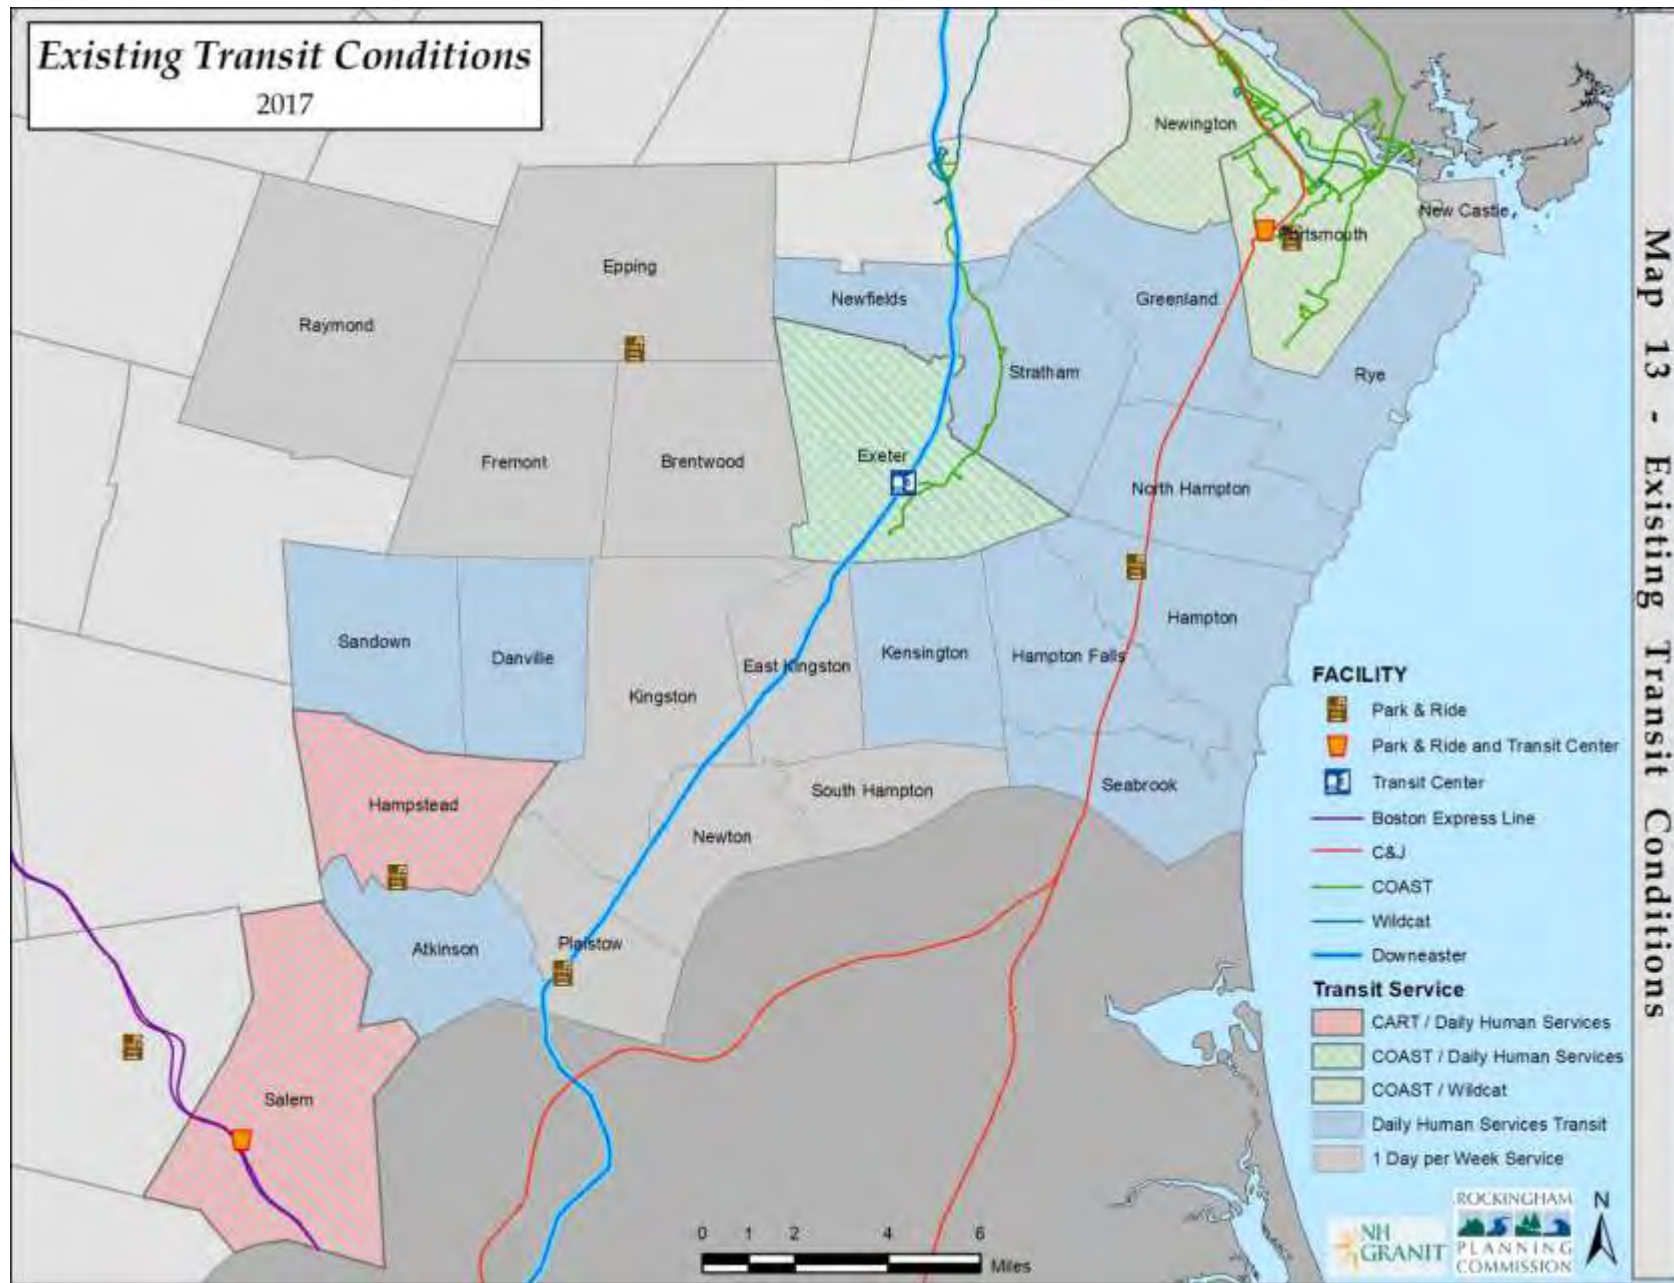 Existing Transit Conditions
2017
Map 13 - Existing Transit Conditions
Newington
New Castle
Portsmouth
Epping
Newfields
Greenland
Raymond
Stratham
Rye
Fremont
Brentwood
Exeter
North Hampton
Sandown
Danville
Kingston
East Kingston
Kensington
Hampton Falls
Hampton
Hampstead
South Hampton
Seabrook
Newton
Atkinson
Plaistow
Salem
FACILITY
Park & Ride
Park & Ride and Transit Center
Transit Center
Boston Express Line
C&J
COAST
Wildcat
Downeaster
Transit Service
CART / Daily Human Services
COAST / Daily Human Services
COAST / Wildcat
Daily Human Services Transit
1 Day per Week Service
0 1 2 4 6
Miles
NH
GRANIT
ROCKINGHAM
PLANNING
COMMISSION
N